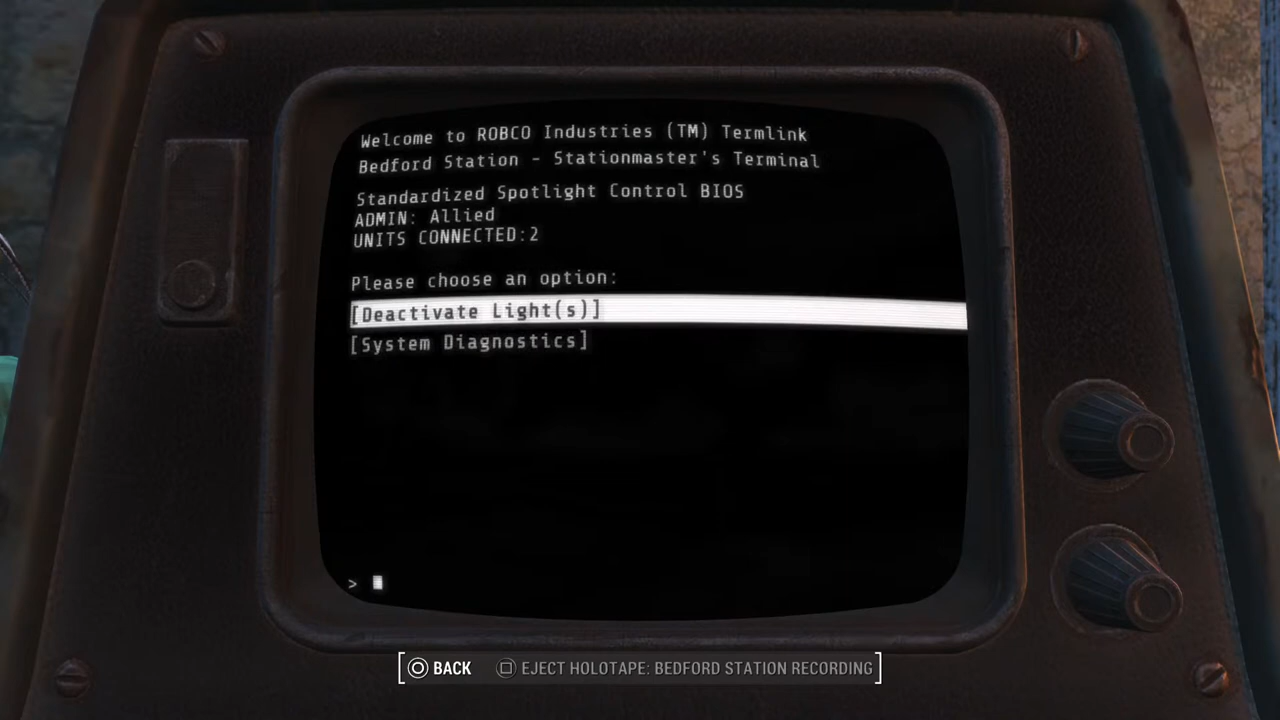 Welcome to ROBCO Industries (TM) Termlink
Bedford Station - Stationmaster's Terminal
Standardized Spotlight Control BIOS
ADMIN: Allied
UNITS CONNECTED:2
Please choose an option:
[Deactivate Light(s)]
[System Diagnostics]
>
BACK EJECT HOLOTAPE: BEDFORD STATION RECORDING